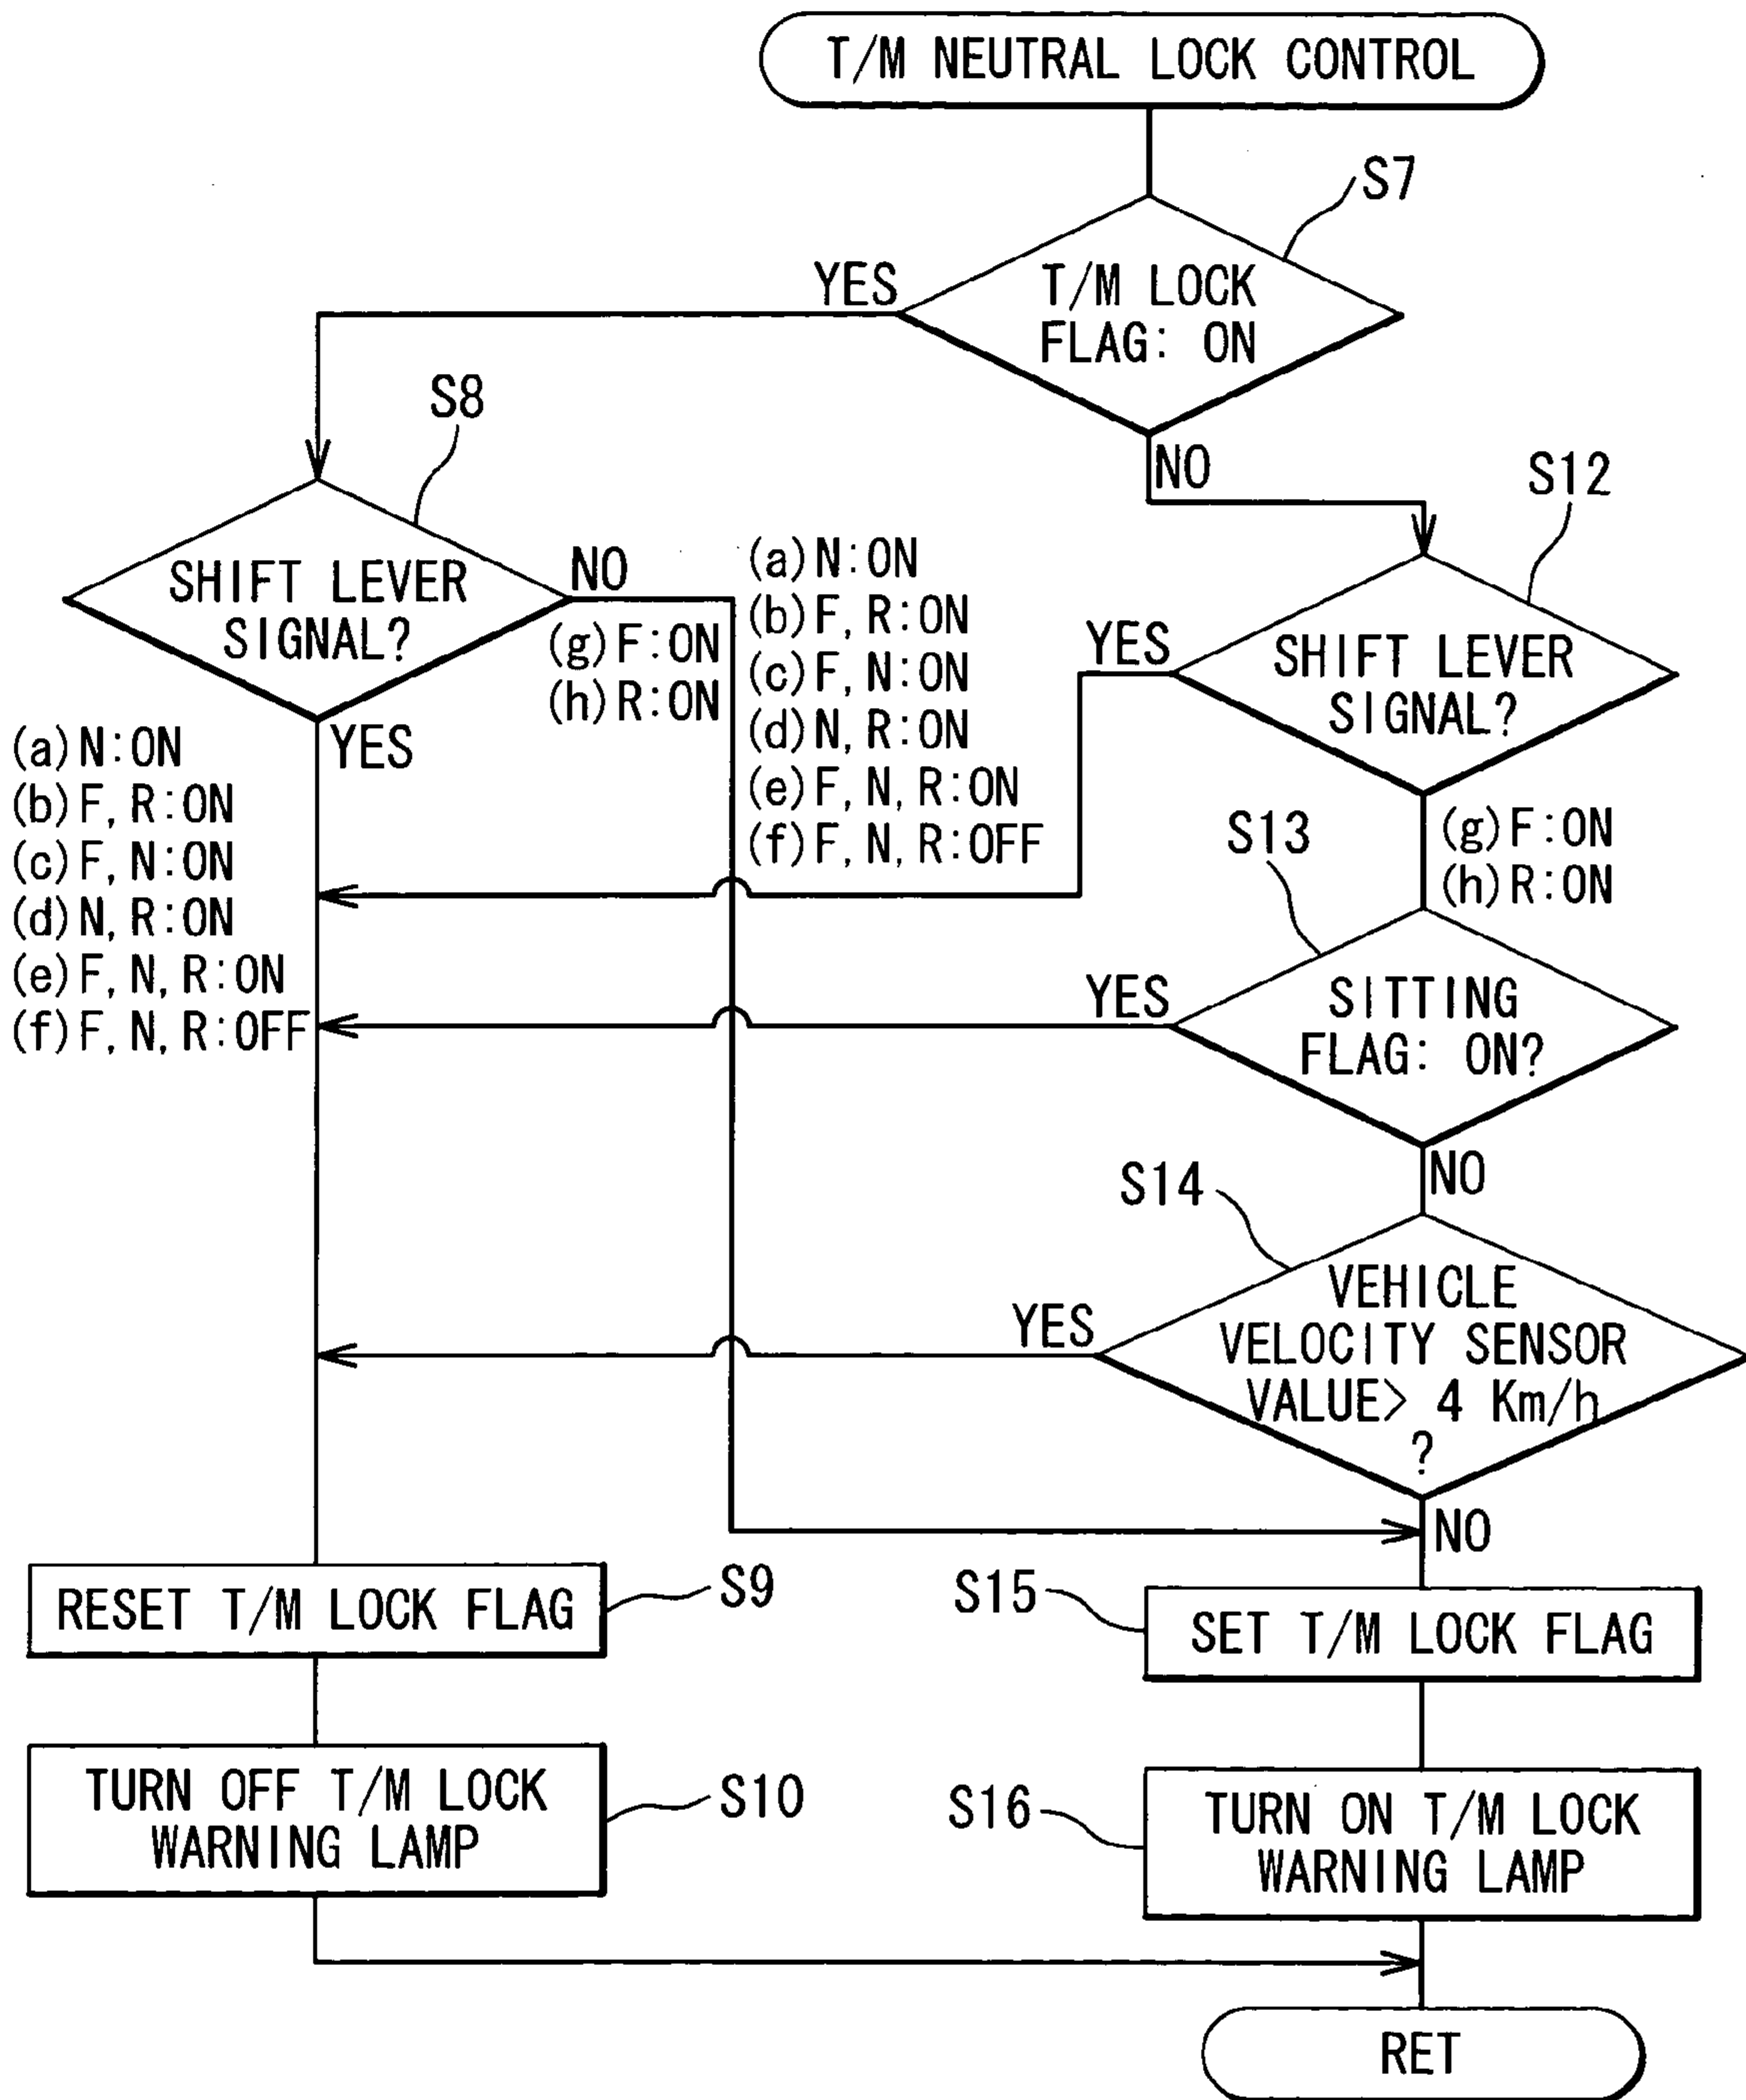 T/M NEUTRAL LOCK CONTROL
S7
T/M LOCK
FLAG: ON
YES
NO
S8
SHIFT LEVER
SIGNAL?
NO
(g) F:ON
(h) R:ON
YES
(a) N:ON
(b) F, R:ON
(c) F, N:ON
(d) N, R:ON
(e) F, N, R:ON
(f) F, N, R:OFF
S12
SHIFT LEVER
SIGNAL?
YES
(a) N:ON
(b) F, R:ON
(c) F, N:ON
(d) N, R:ON
(e) F, N, R:ON
(f) F, N, R:OFF
(g) F:ON
(h) R:ON
S13
SITTING
FLAG: ON?
YES
NO
S14
VEHICLE
VELOCITY SENSOR
VALUE> 4 Km/h
?
YES
NO
RESET T/M LOCK FLAG
S9
S15
SET T/M LOCK FLAG
TURN OFF T/M LOCK
WARNING LAMP
S10
S16
TURN ON T/M LOCK
WARNING LAMP
RET